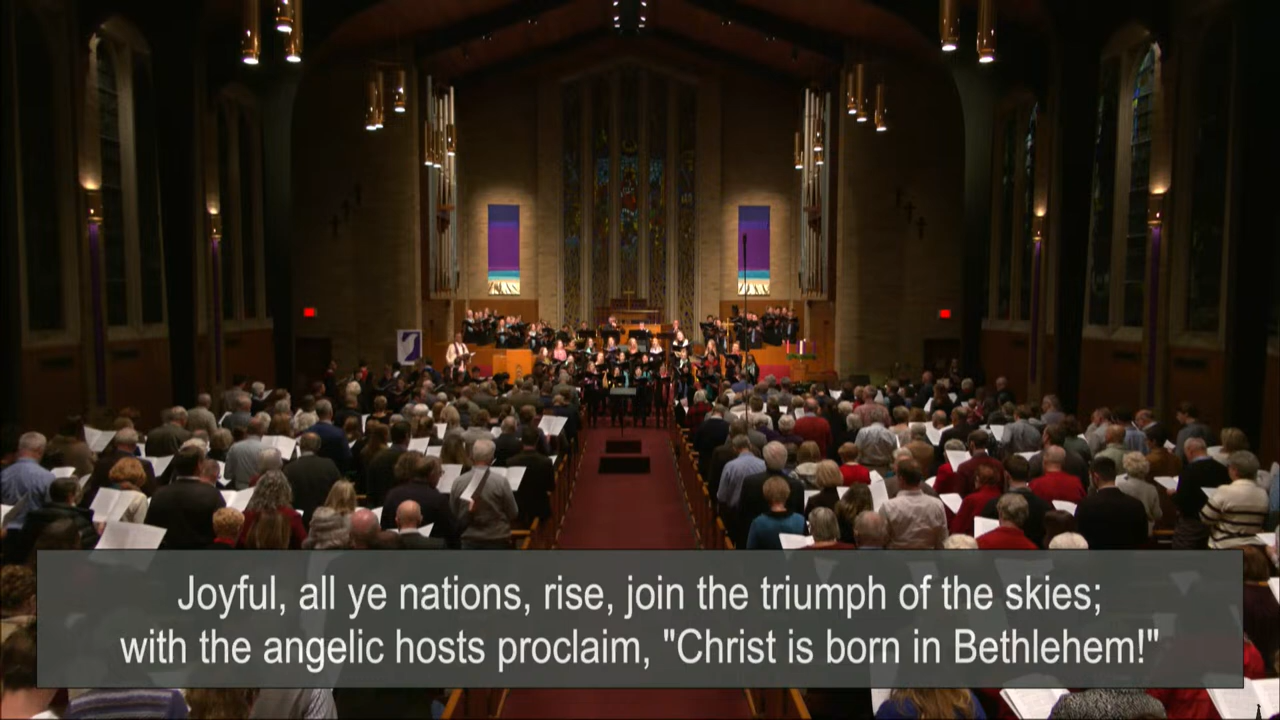 Joyful, all ye nations, rise, join the triumph of the skies;
with the angelic hosts proclaim, "Christ is born in Bethlehem!"